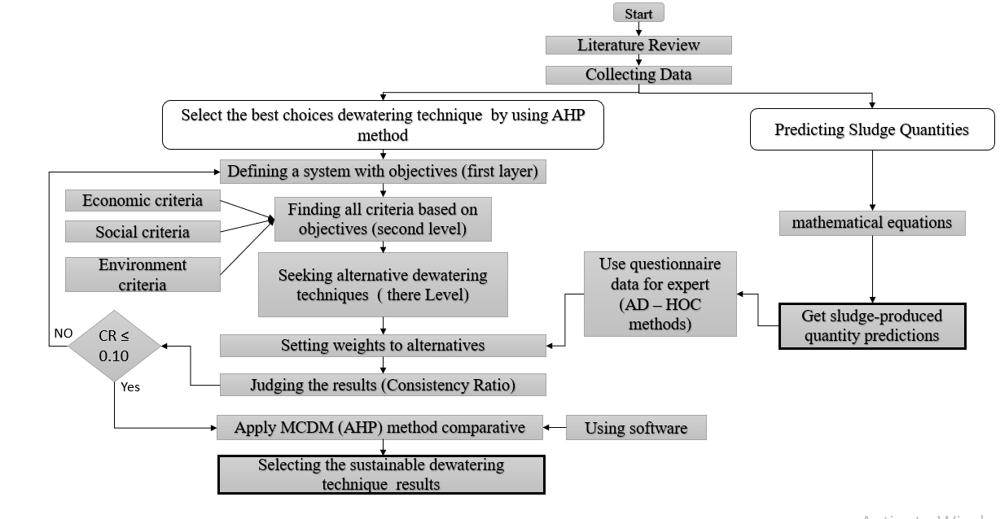 Start
Literature Review
Collecting Data
Select the best choices dewatering technique by using AHP
method
Predicting Sludge Quantities
Defining a system with objectives (first layer)
Economic criteria
Social criteria
Environment
criteria
Finding all criteria based on
objectives (second level)
mathematical equations
Seeking alternative dewatering
techniques ( there Level)
Use questionnaire
data for expert
(AD – HOC
methods)
Get sludge-produced
quantity predictions
NO
CR ≤
0.10
Yes
Setting weights to alternatives
Judging the results (Consistency Ratio)
Apply MCDM (AHP) method comparative
Using software
Selecting the sustainable dewatering
technique results